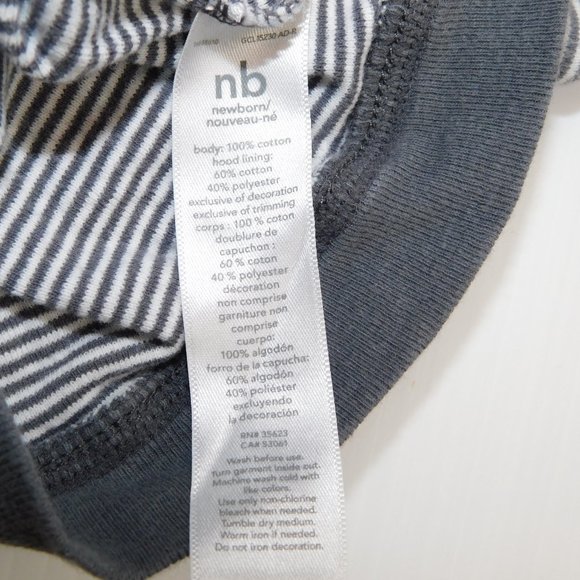 GCL15230-AD-R
nb
newborn/
nouveau-né
body: 100% cotton
hood lining:
60% cotton
40% polyester
exclusive of decoration
exclusive of trimming
corps : 100 % coton
doublure de
capuchon :
60 % coton
40 % polyester
décoration
non comprise
garniture non
comprise
cuerpo:
100% algodón
forro de la capucha:
60% algodón
40% poliéster
excluyendo
la decoración
RN# 35623
CA# 53061
Wash before use.
Turn garment inside out.
Machine wash cold with
like colors.
Use only non-chlorine
bleach when needed.
Tumble dry medium.
Warm iron if needed.
Do not iron decoration.